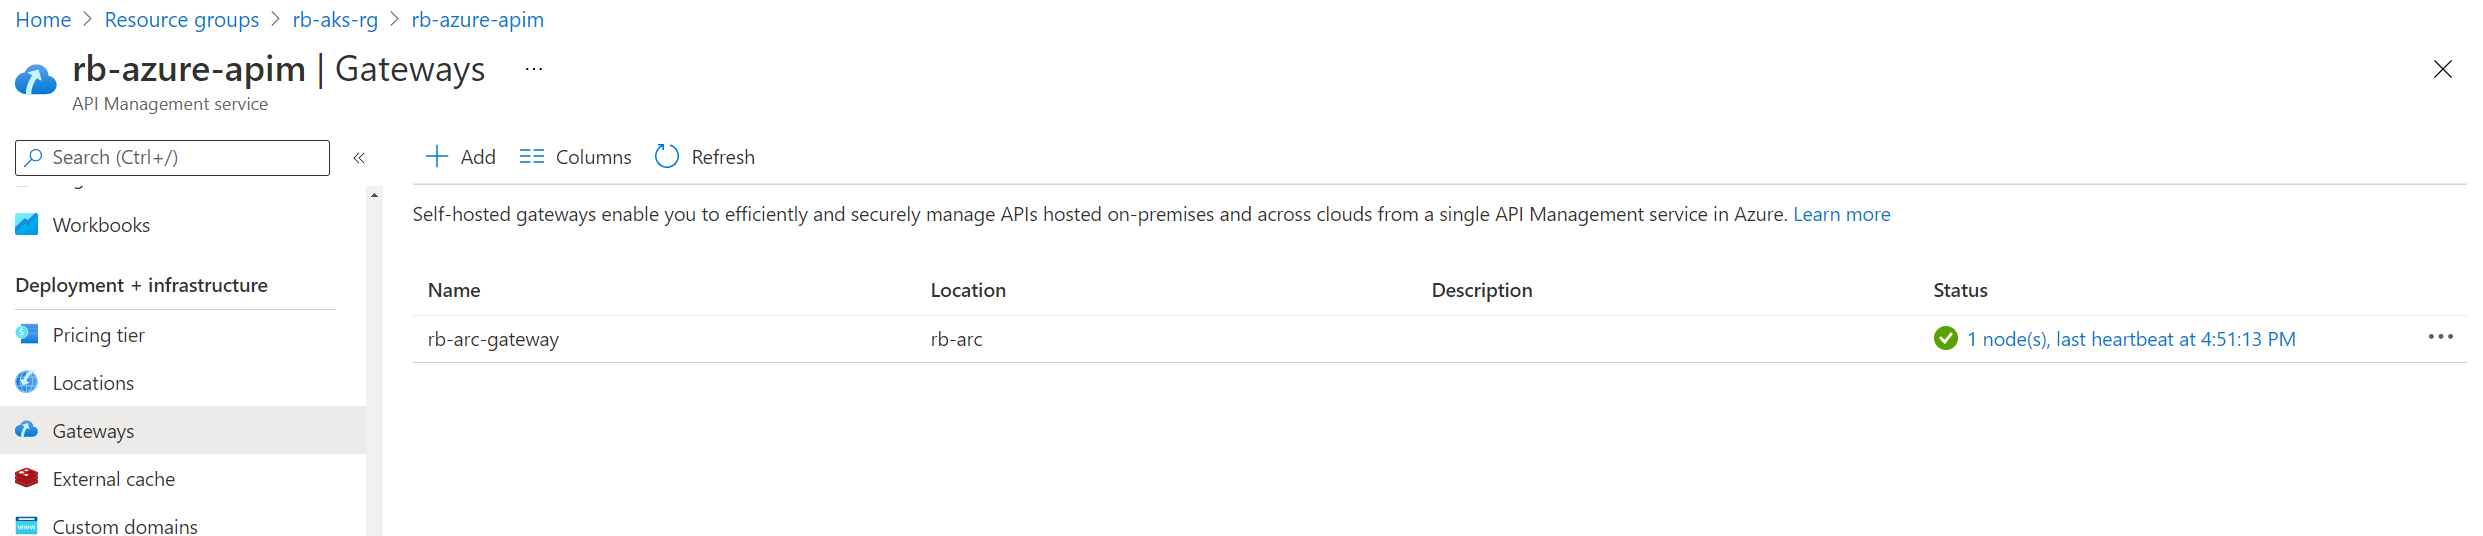 Home > Resource groups > rb-aks-rg > rb-azure-apim
rb-azure-apim | Gateways ...
API Management service
Search (Ctrl+/) «
Add Columns Refresh
Workbooks
Deployment + infrastructure
Pricing tier
Locations
Gateways
External cache
Custom domains
Self-hosted gateways enable you to efficiently and securely manage APIs hosted on-premises and across clouds from a single API Management service in Azure. Learn more
Name Location Description Status
rb-arc-gateway rb-arc 1 node(s), last heartbeat at 4:51:13 PM ...